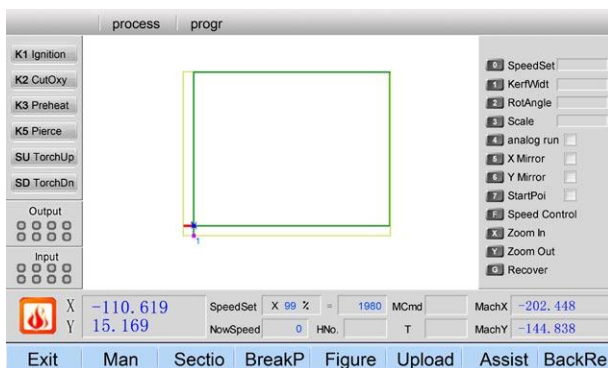 process progr
K1 Ignition
K2 CutOxy
K3 Preheat
K5 Pierce
SU TorchUp
SD TorchDn
Output
Input
1
0 SpeedSet
1 KerfWidt
2 RotAngle
3 Scale
4 analog run
5 X Mirror
6 Y Mirror
7 StartPoi
F Speed Control
X Zoom In
Y Zoom Out
G Recover
X -110.619 SpeedSet X 99 % = 1980 MCmd MachX -202.448
Y 15.169 NowSpeed 0 HNo. T MachY -144.838
Exit Man Sectio BreakP Figure Upload Assist BackRe